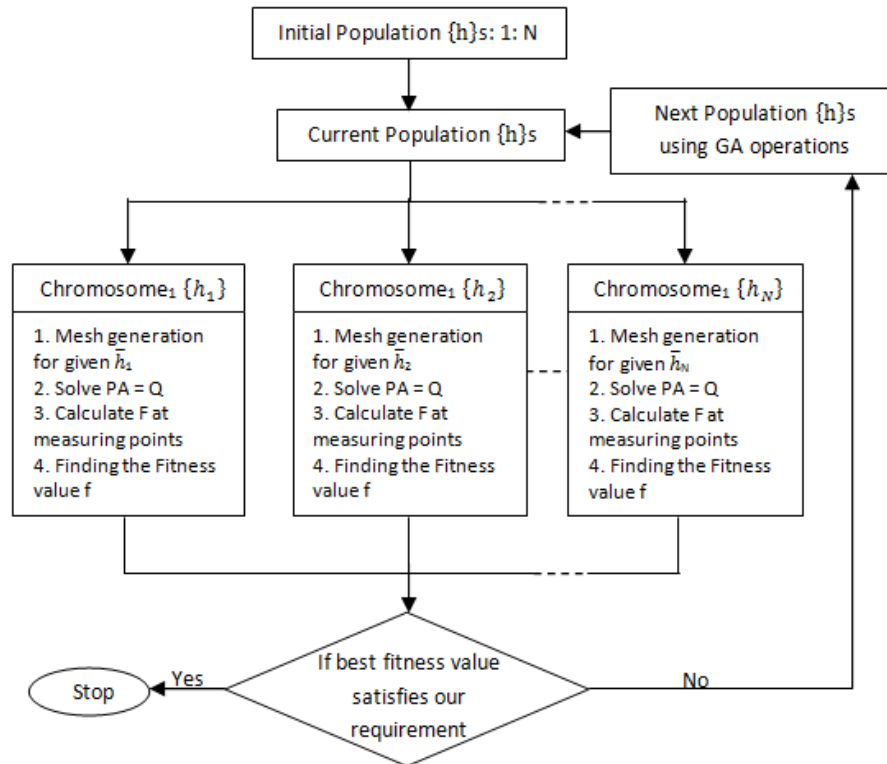 Initial Population {h}s: 1: N
Current Population {h}s
Next Population {h}s
using GA operations
Chromosome₁ {h₁}
1. Mesh generation
for given h̄₁
2. Solve PA = Q
3. Calculate F at
measuring points
4. Finding the Fitness
value f
Chromosome₁ {h₂}
1. Mesh generation
for given h̄₂
2. Solve PA = Q
3. Calculate F at
measuring points
4. Finding the Fitness
value f
Chromosome₁ {h_N}
1. Mesh generation
for given h̄_N
2. Solve PA = Q
3. Calculate F at
measuring points
4. Finding the Fitness
value f
If best fitness value
satisfies our
requirement
Yes
Stop
No